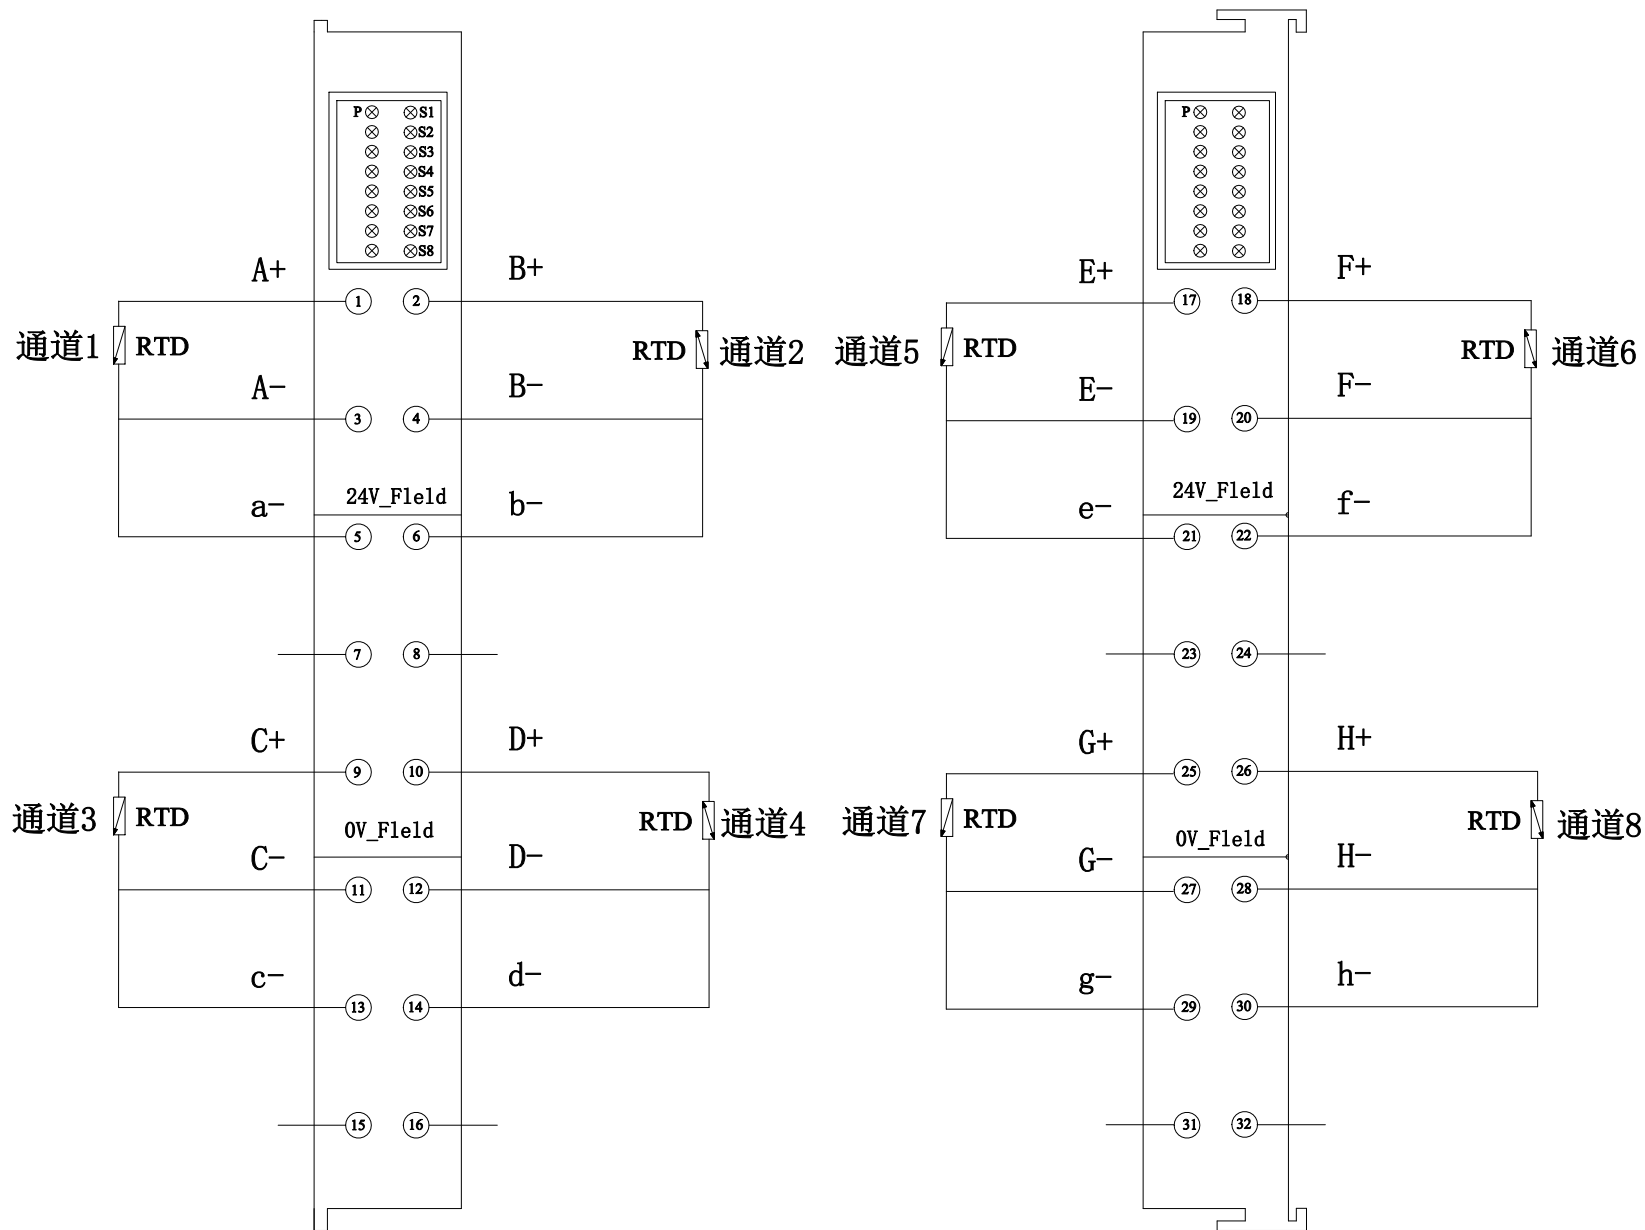 P S1
S2
S3
S4
S5
S6
S7
S8
A+ B+
1 2
通道1 RTD RTD 通道2
A- B-
3 4
a- 24V_Fleld b-
5 6
7 8
C+ D+
9 10
通道3 RTD RTD 通道4
0V_Fleld
C- D-
11 12
c- d-
13 14
15 16
P
E+ F+
17 18
通道5 RTD RTD 通道6
E- F-
19 20
24V_Fleld
e- f-
21 22
23 24
G+ H+
25 26
通道7 RTD RTD 通道8
0V_Fleld
G- H-
27 28
g- h-
29 30
31 32